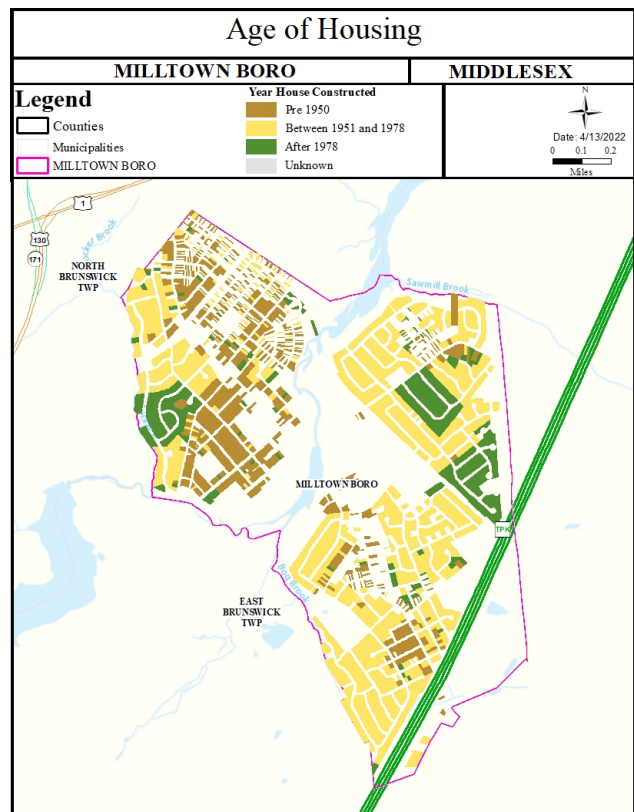 Age of Housing
MILLTOWN BORO
MIDDLESEX
Legend
Counties
Municipalities
MILLTOWN BORO
Year House Constructed
Pre 1950
Between 1951 and 1978
After 1978
Unknown
N
Date: 4/13/2022
0 0.1 0.2
Miles
1
130
171
NORTH
BRUNSWICK
TWP
Sawmill Brook
MILLTOWN BORO
TPK
Bog Brook
EAST
BRUNSWICK
TWP